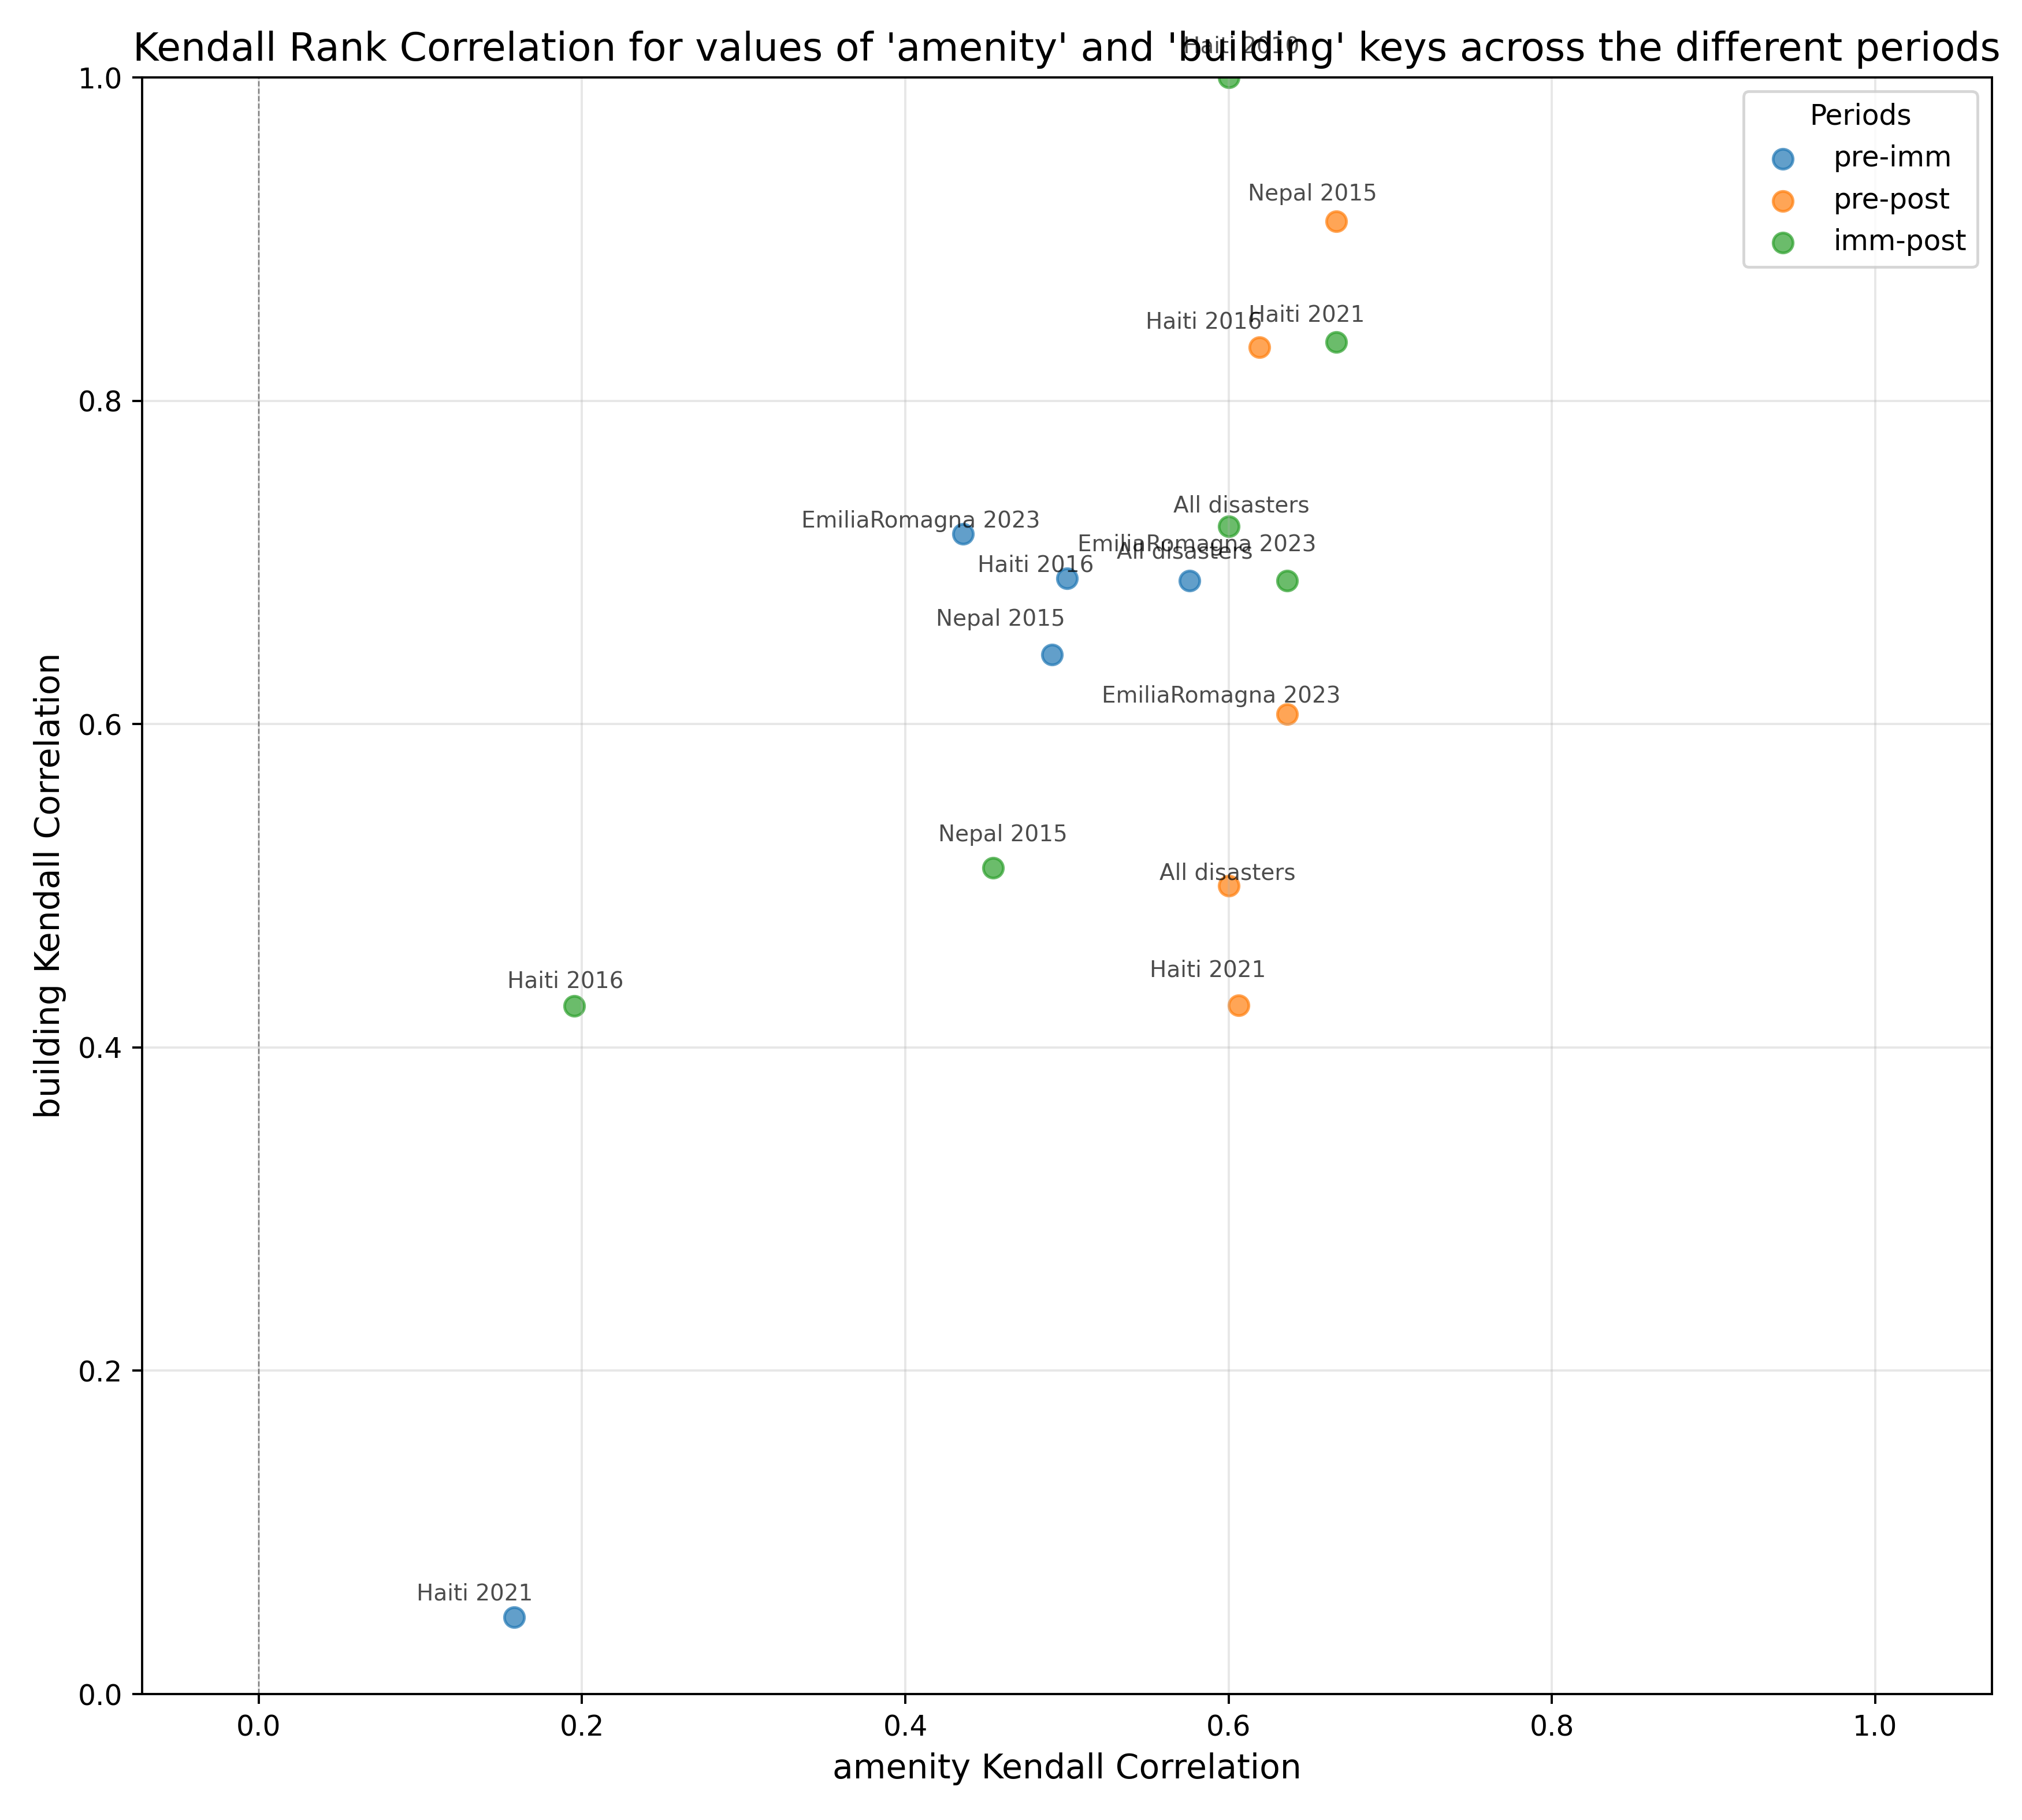 Kendall Rank Correlation for values of 'amenity' and 'building' keys across the different periods
Haiti 2010
1.0
Periods
pre-imm
pre-post
imm-post
Nepal 2015
Haiti 2016
Haiti 2021
0.8
All disasters
EmiliaRomagna 2023
EmiliaRomagna 2023
All disasters
Haiti 2016
Nepal 2015
EmiliaRomagna 2023
0.6
Nepal 2015
All disasters
Haiti 2021
Haiti 2016
0.4
building Kendall Correlation
0.2
Haiti 2021
0.0
0.0 0.2 0.4 0.6 0.8 1.0
amenity Kendall Correlation